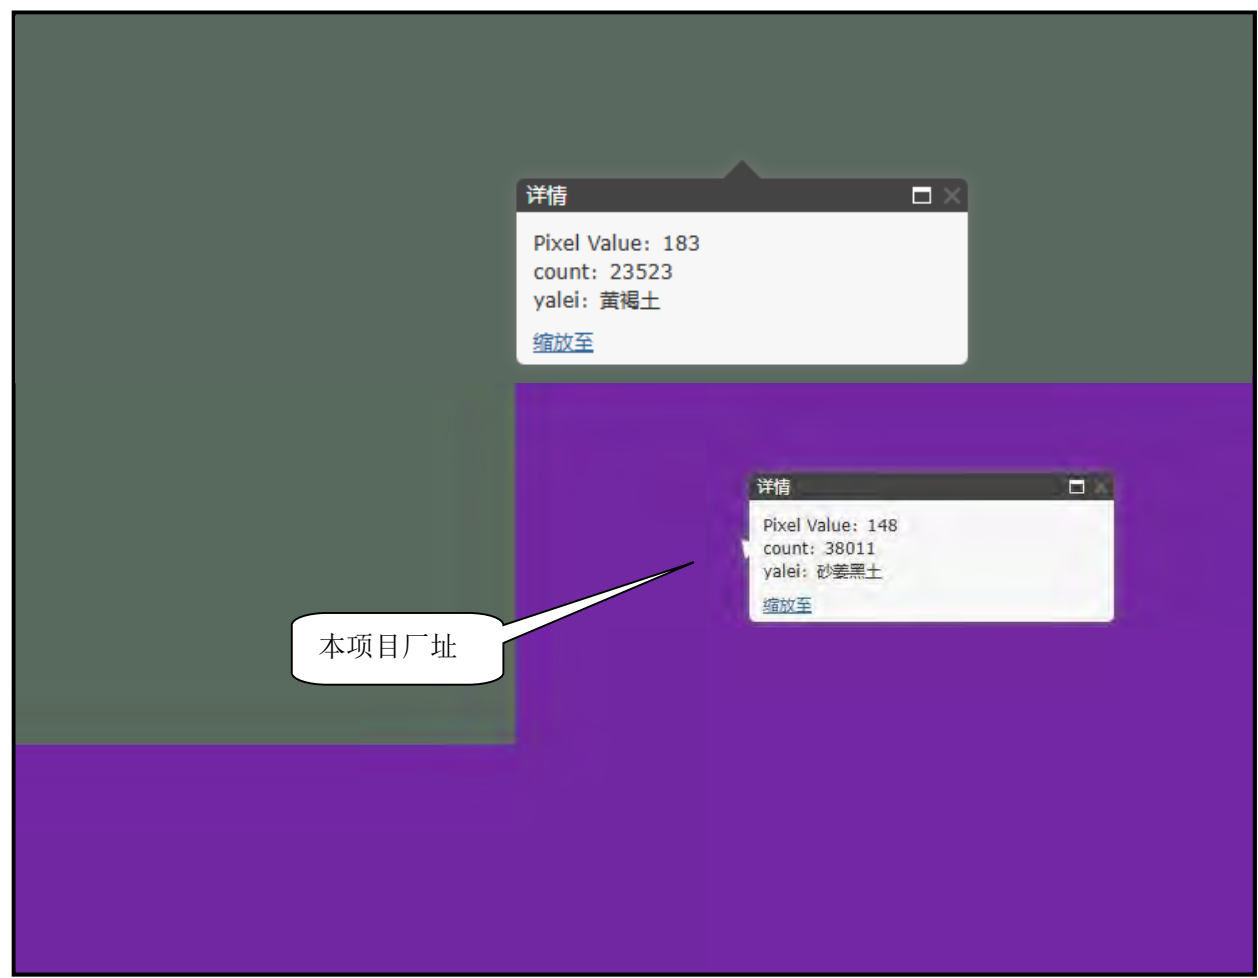 详情
Pixel Value: 183
count: 23523
yalei: 黄褐土
缩放至
详情
Pixel Value: 148
count: 38011
yalei: 砂姜黑土
缩放至
本项目厂址